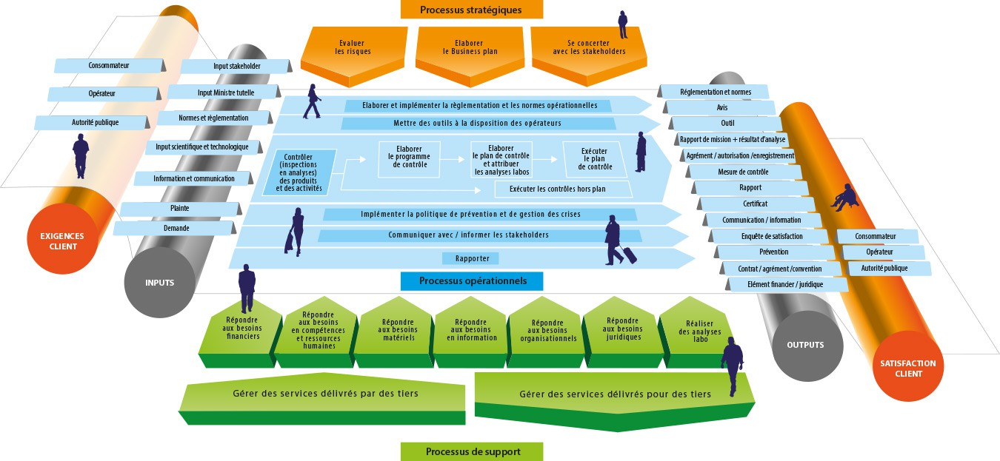 Processus stratégiques
Evaluer
les risques
Elaborer
le Business plan
Se concerter
avec les stakeholders
Consommateur
Opérateur
Autorité publique
EXIGENCES
CLIENT
Input stakeholder
Input Ministre tutelle
Normes et règlementation
Input scientifique et technologique
Information et communication
Plainte
Demande
INPUTS
Elaborer et implémenter la règlementation et les normes opérationnelles
Mettre des outils à la disposition des opérateurs
Contrôler
(inspections
en analyses)
des produits
et des activités
Elaborer
le programme
de contrôle
Elaborer
le plan de contrôle
et attribuer
les analyses labos
Exécuter
le plan
de contrôle
Exécuter les contrôles hors plan
Implémenter la politique de prévention et de gestion des crises
Communiquer avec / informer les stakeholders
Rapporter
Processus opérationnels
Réglementation et normes
Avis
Outil
Rapport de mission + résultat d'analyse
Agrément / autorisation /enregistrement
Mesure de contrôle
Rapport
Certificat
Communication / information
Enquête de satisfaction
Prévention
Contrat / agrément /convention
Elément financier / juridique
OUTPUTS
Consommateur
Opérateur
Autorité publique
SATISFACTION
CLIENT
Répondre
aux besoins
financiers
Répondre
aux besoins
en compétences
et ressources
humaines
Répondre
aux besoins
matériels
Répondre
aux besoins
en information
Répondre
aux besoins
organisationnels
Répondre
aux besoins
juridiques
Réaliser
des analyses
labo
Gérer des services délivrés par des tiers
Gérer des services délivrés pour des tiers
Processus de support